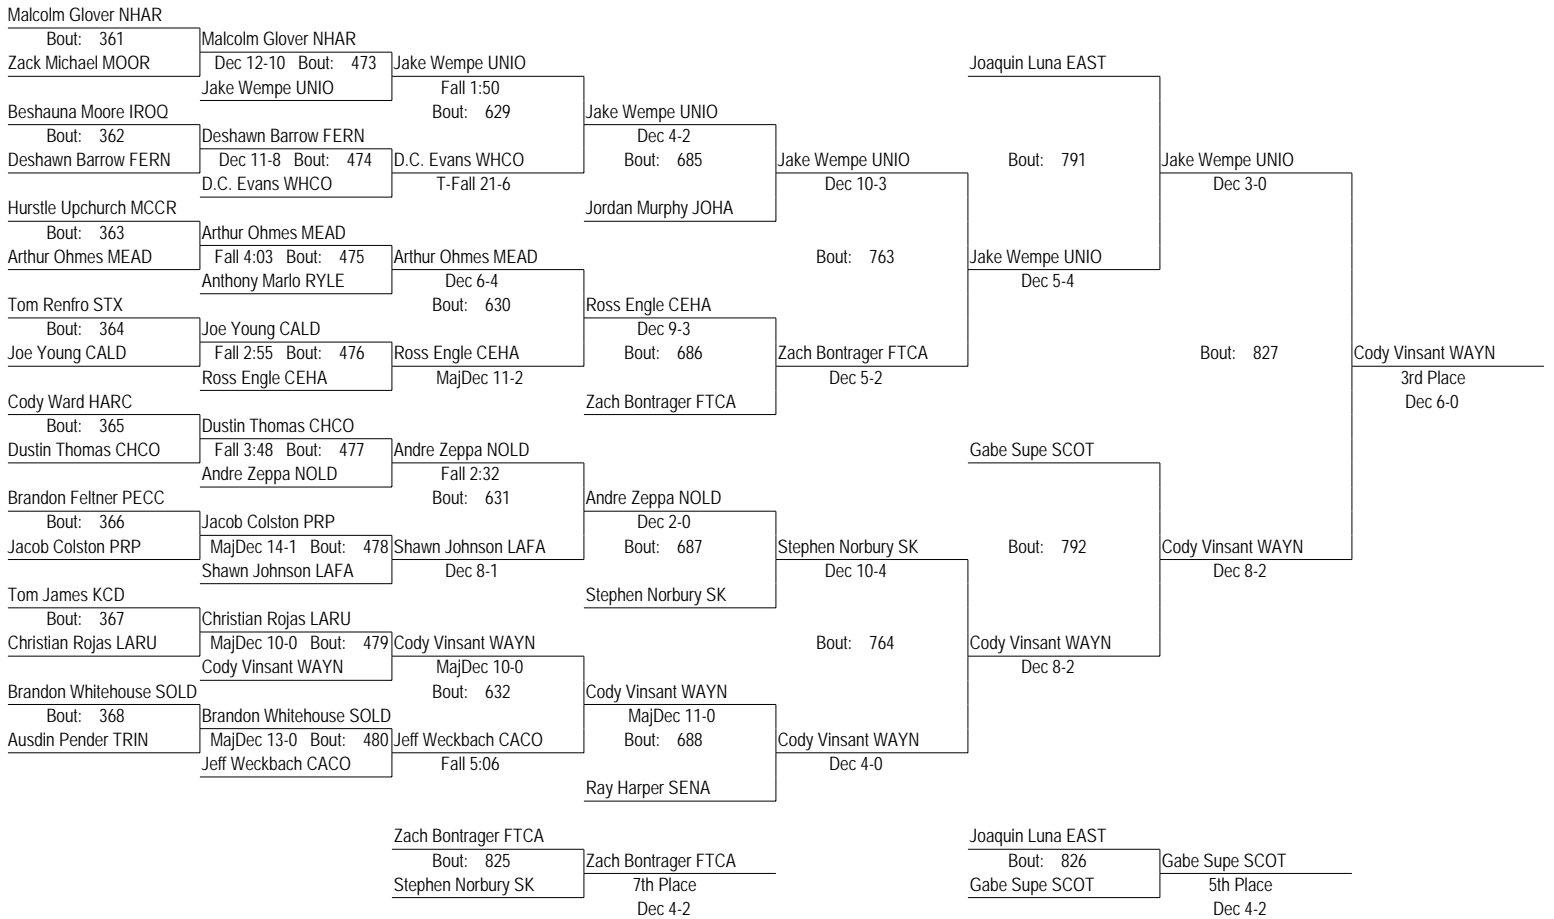 Malcolm Glover NHAR
Bout: 361
Zack Michael MOOR
Beshauna Moore IROQ
Bout: 362
Deshawn Barrow FERN
Hurstle Upchurch MCCR
Bout: 363
Arthur Ohmes MEAD
Tom Renfro STX
Bout: 364
Joe Young CALD
Cody Ward HARC
Bout: 365
Dustin Thomas CHCO
Brandon Feltner PECC
Bout: 366
Jacob Colston PRP
Tom James KCD
Bout: 367
Christian Rojas LARU
Brandon Whitehouse SOLD
Bout: 368
Ausdin Pender TRIN
Malcolm Glover NHAR
Dec 12-10 Bout: 473
Jake Wempe UNIO
Deshawn Barrow FERN
Dec 11-8 Bout: 474
D.C. Evans WHCO
Arthur Ohmes MEAD
Fall 4:03 Bout: 475
Anthony Marlo RYLE
Joe Young CALD
Fall 2:55 Bout: 476
Ross Engle CEHA
Dustin Thomas CHCO
Fall 3:48 Bout: 477
Andre Zeppa NOLD
Jacob Colston PRP
MajDec 14-1 Bout: 478
Shawn Johnson LAFA
Christian Rojas LARU
MajDec 10-0 Bout: 479
Cody Vinsant WAYN
Brandon Whitehouse SOLD
MajDec 13-0 Bout: 480
Jeff Weckbach CACO
Jake Wempe UNIO
Fall 1:50
Bout: 629
D.C. Evans WHCO
T-Fall 21-6
Arthur Ohmes MEAD
Dec 6-4
Bout: 630
Ross Engle CEHA
MajDec 11-2
Andre Zeppa NOLD
Fall 2:32
Bout: 631
Shawn Johnson LAFA
Dec 8-1
Cody Vinsant WAYN
MajDec 10-0
Bout: 632
Jeff Weckbach CACO
Fall 5:06
Jake Wempe UNIO
Dec 4-2
Bout: 685
Jordan Murphy JOHA
Ross Engle CEHA
Dec 9-3
Bout: 686
Zach Bontrager FTCA
Andre Zeppa NOLD
Dec 2-0
Bout: 687
Stephen Norbury SK
Cody Vinsant WAYN
MajDec 11-0
Bout: 688
Ray Harper SENA
Jake Wempe UNIO
Dec 10-3
Bout: 763
Zach Bontrager FTCA
Dec 5-2
Stephen Norbury SK
Dec 10-4
Bout: 764
Cody Vinsant WAYN
Dec 4-0
Joaquin Luna EAST
Bout: 791
Jake Wempe UNIO
Dec 5-4
Gabe Supe SCOT
Bout: 792
Cody Vinsant WAYN
Dec 8-2
Jake Wempe UNIO
Dec 3-0
Bout: 827
Cody Vinsant WAYN
Dec 8-2
Cody Vinsant WAYN
3rd Place
Dec 6-0
Zach Bontrager FTCA
Bout: 825
Stephen Norbury SK
Zach Bontrager FTCA
7th Place
Dec 4-2
Joaquin Luna EAST
Bout: 826
Gabe Supe SCOT
Gabe Supe SCOT
5th Place
Dec 4-2